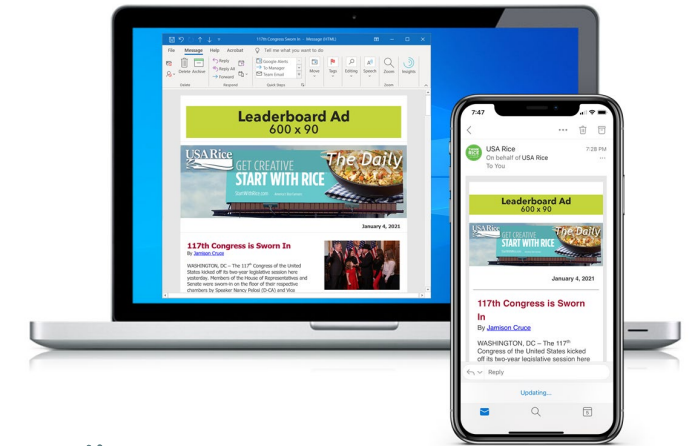 117th Congress Sworn In - Message (HTML)
File Message Help Acrobat Tell me what you want to do
Delete Archive
Reply
Reply All
Forward
Google Alerts
To Manager
Team Email
Move
Tags
Editing
Speech
Zoom
Insights
Delete
Respond
Quick Steps
Zoom
Leaderboard Ad
600 x 90
USA Rice
The Daily
GET CREATIVE
START WITH RICE
January 4, 2021
117th Congress is Sworn In
By Jamison Cruce
WASHINGTON, DC – The 117th Congress of the United
States kicked off its two-year legislative session here
yesterday. Members of the House of Representatives and
Senate were sworn-in on the floor of their respective
chambers by Speaker Nancy Pelosi (D-CA) and Vice
7:47
USA Rice
7:28 PM
On behalf of USA Rice
To You
Leaderboard Ad
600 x 90
USA Rice
The Daily
GET CREATIVE
START WITH RICE
January 4, 2021
117th Congress is Sworn
In
By Jamison Cruce
WASHINGTON, DC – The 117th
Congress of the United States kicked
off its two-year legislative session here
Reply
Updating...